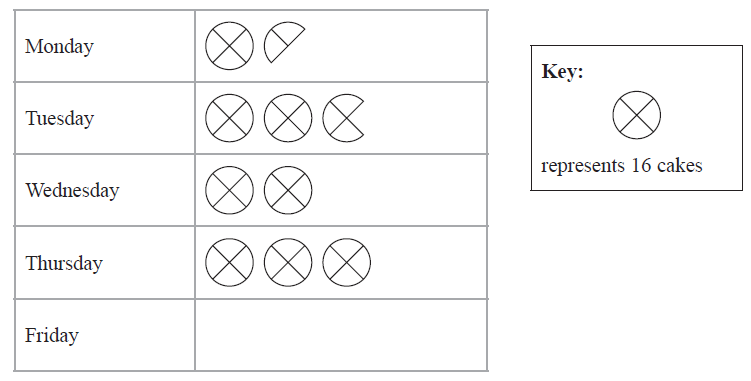 Monday
Tuesday
Wednesday
Thursday
Friday
Key:
represents 16 cakes